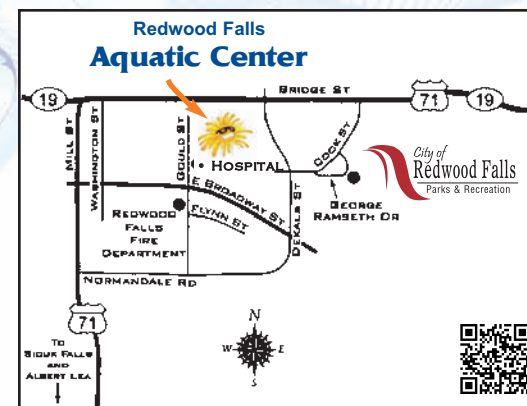 Redwood Falls
Aquatic Center
BRIDGE ST
19
71
19
MILL ST
WASHINGTON ST
GOULD ST
COOK ST
HOSPITAL
City of
Redwood Falls
Parks & Recreation
E BROADWAY ST
FLYNN ST
DEKALB ST
GEORGE
RAMSETH DR
REDWOOD
FALLS
FIRE
DEPARTMENT
NORMANDALE RD
71
TO
SIOUX FALLS
AND
ALBERT LEA
N
W
E
S